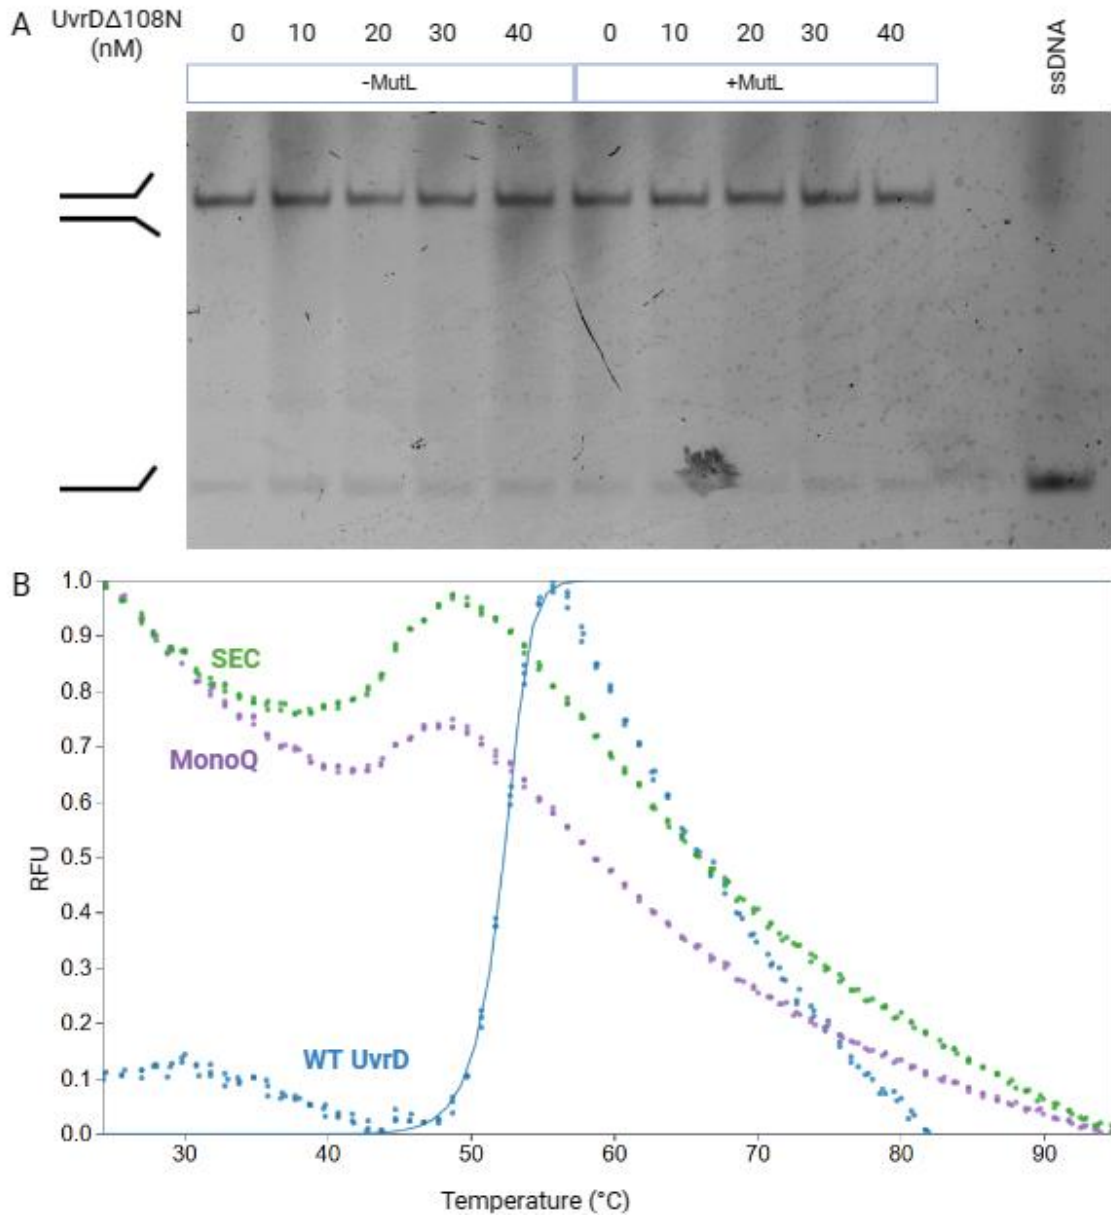 A
UvrDΔ108N
(nM)
0 10 20 30 40 0 10 20 30 40
ssDNA
-MutL +MutL
B
1.0
0.9
0.8
0.7
0.6
0.5
0.4
0.3
0.2
0.1
0.0
RFU
SEC
MonoQ
WT UvrD
30 40 50 60 70 80 90
Temperature (°C)